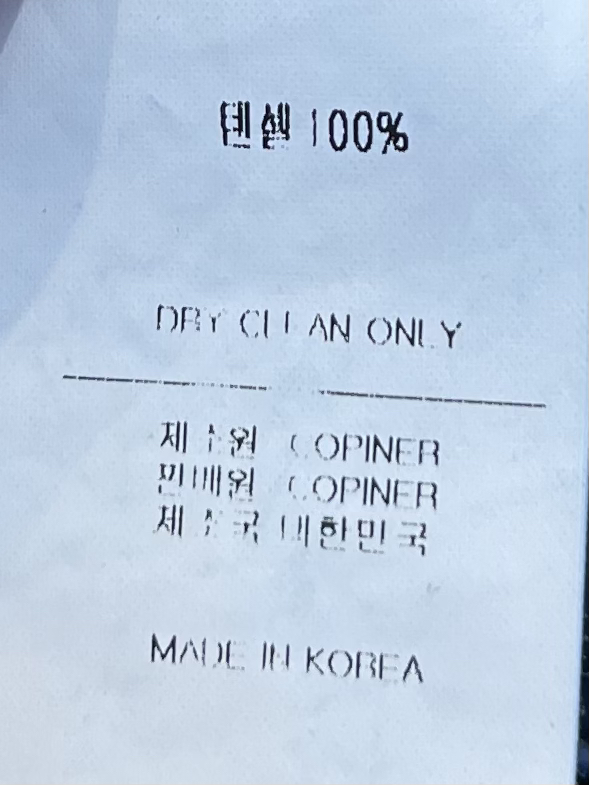 텐셀 100%
DRY CLEAN ONLY
제조원 COPINER
판매원 COPINER
제조국 대한민국
MADE IN KOREA